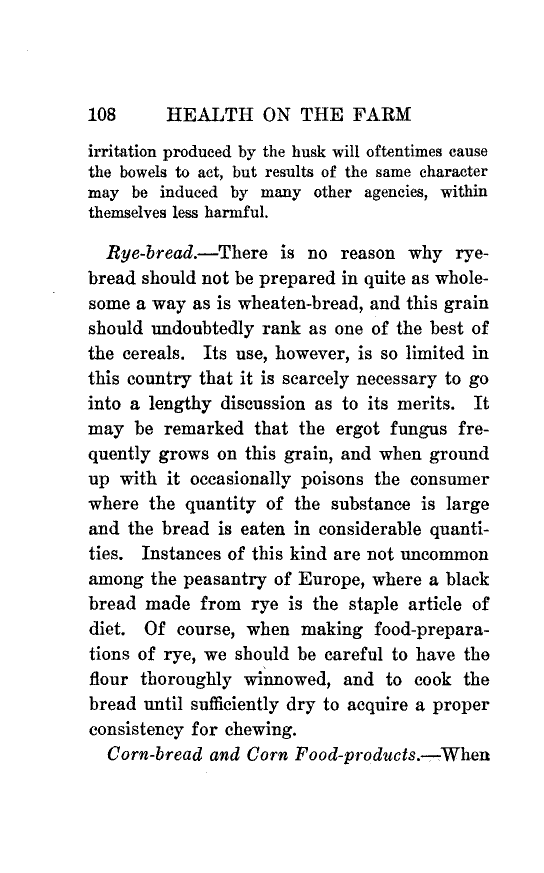 108 HEALTH ON THE FARM
irritation produced by the husk will oftentimes cause
the bowels to act, but results of the same character
may be induced by many other agencies, within
themselves less harmful.
Rye-bread.—There is no reason why rye-
bread should not be prepared in quite as whole-
some a way as is wheaten-bread, and this grain
should undoubtedly rank as one of the best of
the cereals. Its use, however, is so limited in
this country that it is scarcely necessary to go
into a lengthy discussion as to its merits. It
may be remarked that the ergot fungus fre-
quently grows on this grain, and when ground
up with it occasionally poisons the consumer
where the quantity of the substance is large
and the bread is eaten in considerable quanti-
ties. Instances of this kind are not uncommon
among the peasantry of Europe, where a black
bread made from rye is the staple article of
diet. Of course, when making food-prepara-
tions of rye, we should be careful to have the
flour thoroughly winnowed, and to cook the
bread until sufficiently dry to acquire a proper
consistency for chewing.
Corn-bread and Corn Food-products.—When